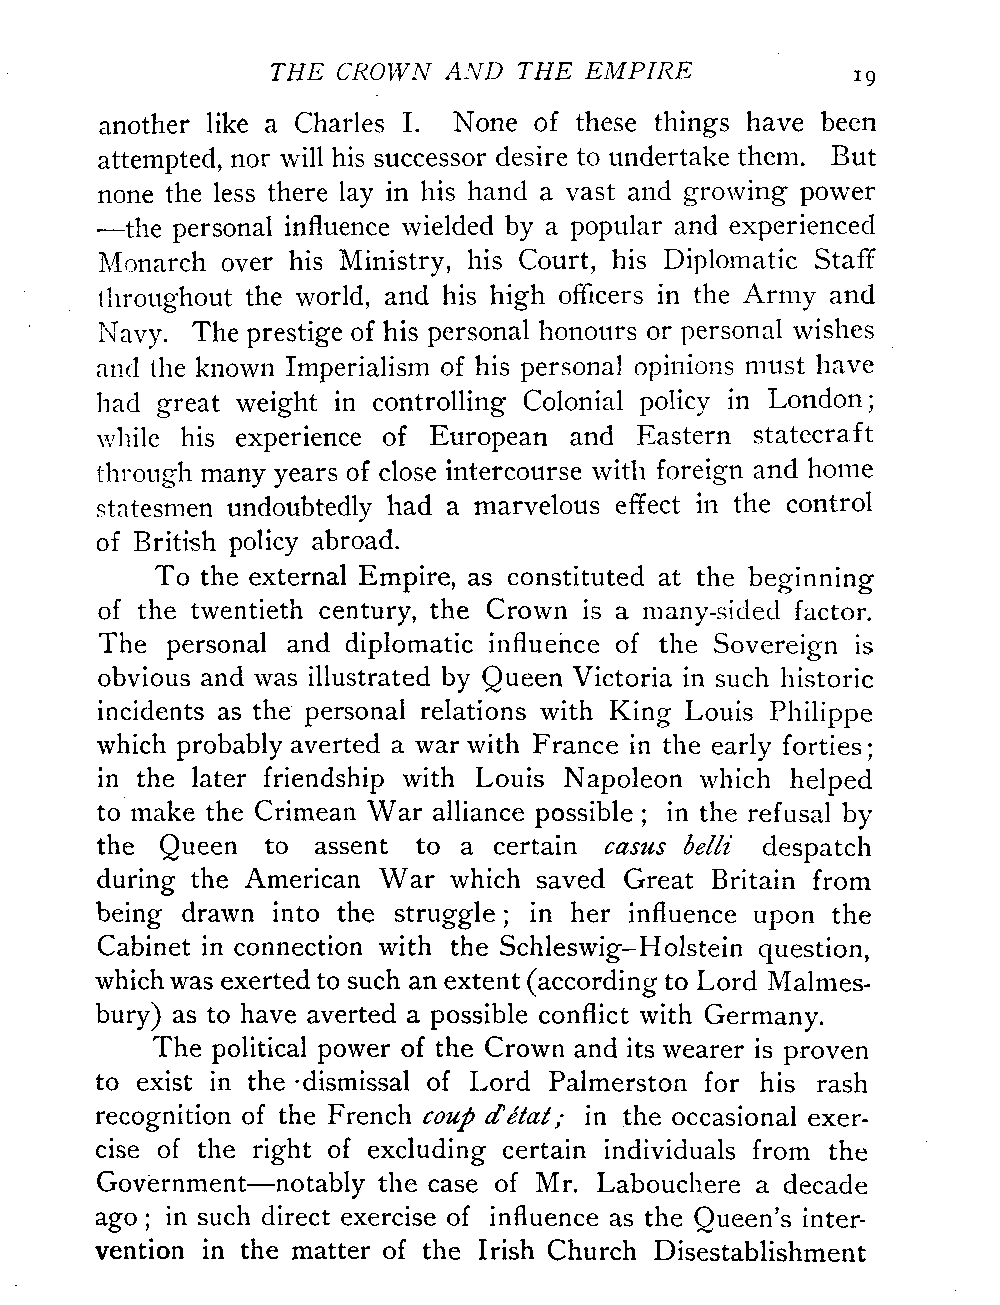 THE CROWN AND THE EMPIRE 19
another like a Charles I. None of these things have been
attempted, nor will his successor desire to undertake them. But
none the less there lay in his hand a vast and growing power
—the personal influence wielded by a popular and experienced
Monarch over his Ministry, his Court, his Diplomatic Staff
throughout the world, and his high officers in the Army and
Navy. The prestige of his personal honours or personal wishes
and the known Imperialism of his personal opinions must have
had great weight in controlling Colonial policy in London;
while his experience of European and Eastern statecraft
through many years of close intercourse with foreign and home
statesmen undoubtedly had a marvelous effect in the control
of British policy abroad.
To the external Empire, as constituted at the beginning
of the twentieth century, the Crown is a many-sided factor.
The personal and diplomatic influence of the Sovereign is
obvious and was illustrated by Queen Victoria in such historic
incidents as the personal relations with King Louis Philippe
which probably averted a war with France in the early forties;
in the later friendship with Louis Napoleon which helped
to make the Crimean War alliance possible; in the refusal by
the Queen to assent to a certain casus belli despatch
during the American War which saved Great Britain from
being drawn into the struggle; in her influence upon the
Cabinet in connection with the Schleswig-Holstein question,
which was exerted to such an extent (according to Lord Malmes-
bury) as to have averted a possible conflict with Germany.
The political power of the Crown and its wearer is proven
to exist in the dismissal of Lord Palmerston for his rash
recognition of the French coup d'état; in the occasional exer-
cise of the right of excluding certain individuals from the
Government—notably the case of Mr. Labouchere a decade
ago; in such direct exercise of influence as the Queen's inter-
vention in the matter of the Irish Church Disestablishment